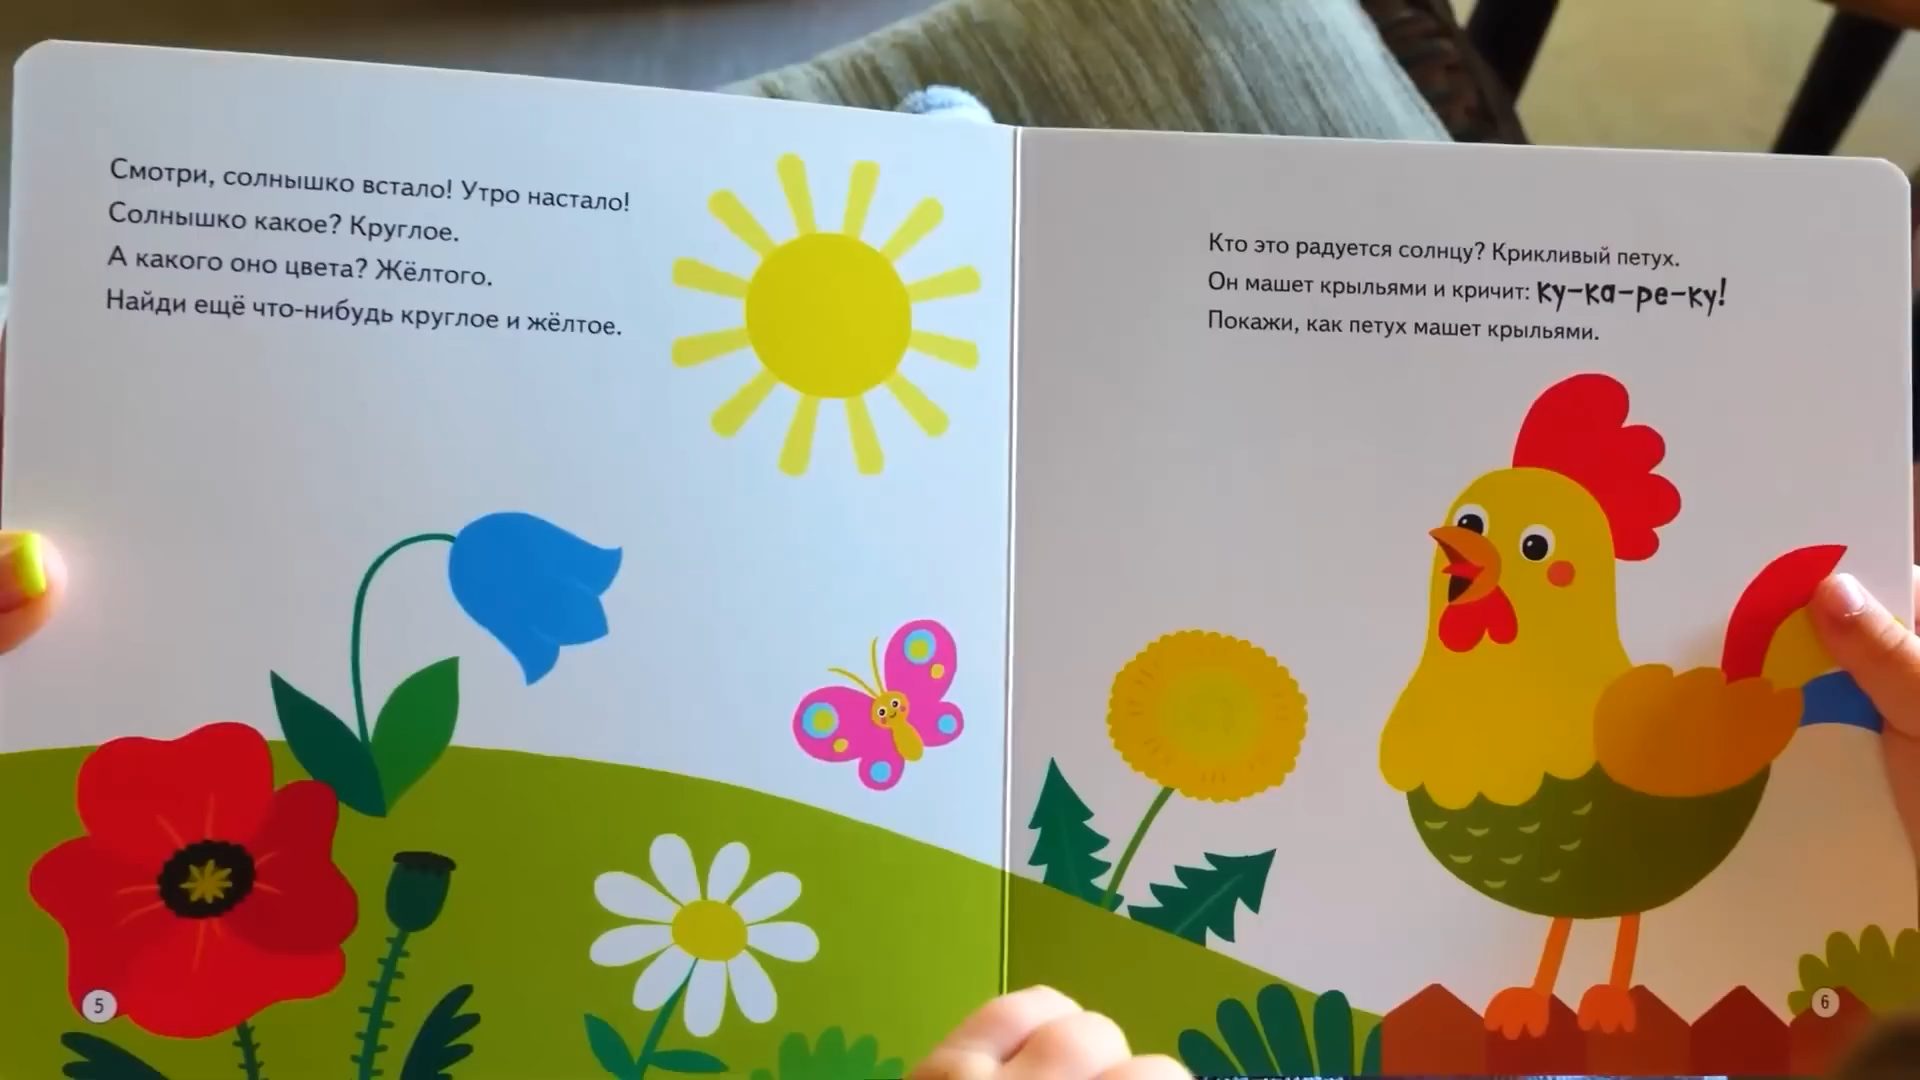 Смотри, солнышко встало! Утро настало!
Солнышко какое? Круглое.
А какого оно цвета? Жёлтого.
Найди ещё что-нибудь круглое и жёлтое.
5
Кто это радуется солнцу? Крикливый петух.
Он машет крыльями и кричит: ку-ка-ре-ку!
Покажи, как петух машет крыльями.
6